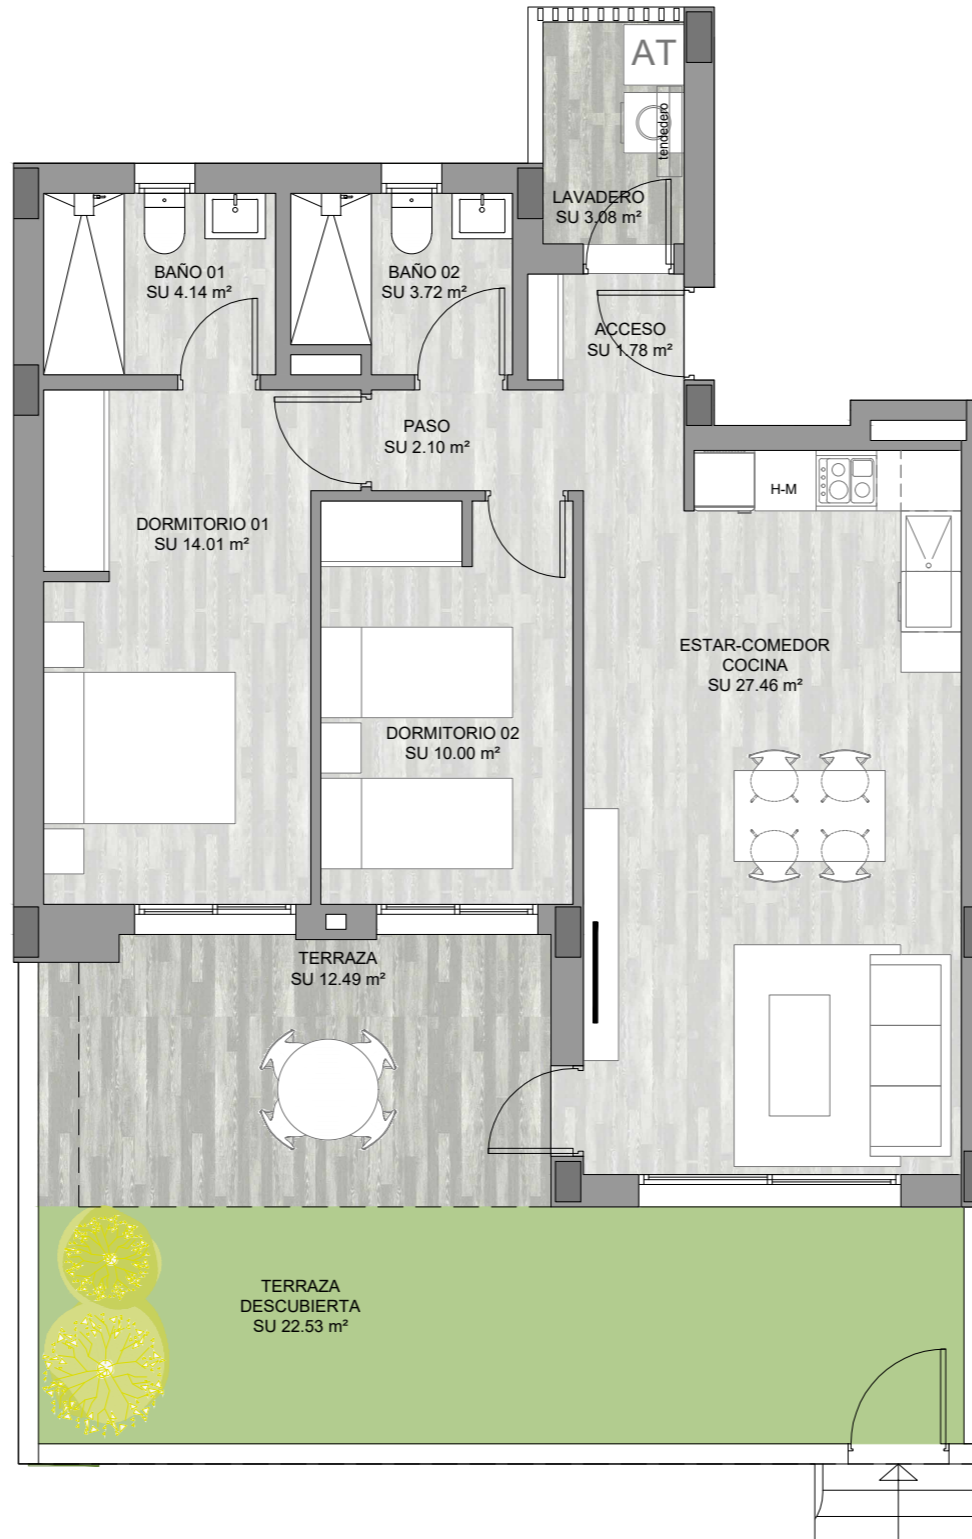 AT
tendedero
LAVADERO
SU 3.08 m²
BAÑO 01
SU 4.14 m²
BAÑO 02
SU 3.72 m²
ACCESO
SU 1.78 m²
PASO
SU 2.10 m²
H-M
DORMITORIO 01
SU 14.01 m²
ESTAR-COMEDOR
COCINA
SU 27.46 m²
DORMITORIO 02
SU 10.00 m²
TERRAZA
SU 12.49 m²
TERRAZA
DESCUBIERTA
SU 22.53 m²